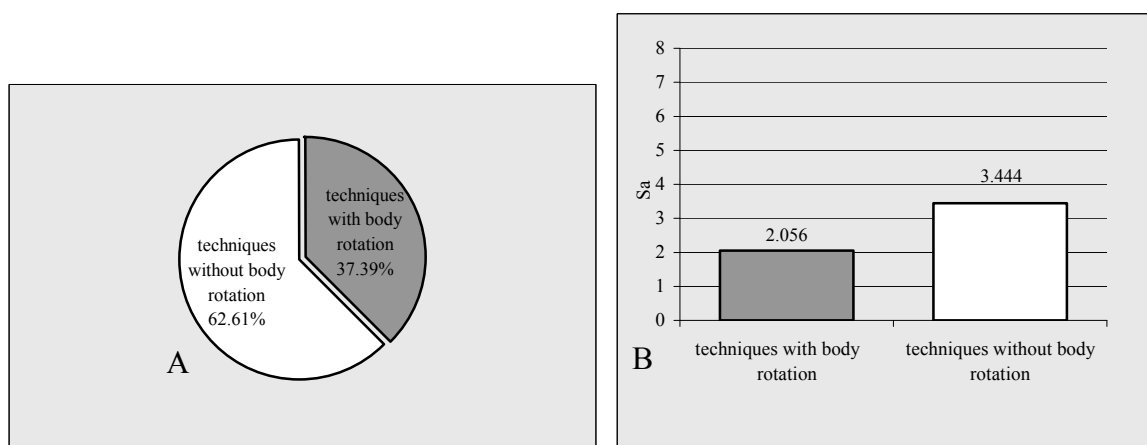 techniques
with body
rotation
37.39%
techniques
without body
rotation
62.61%
A
8
7
6
5
4
3
2
1
0
Sa
2.056
3.444
techniques with body
rotation
techniques without body
rotation
B